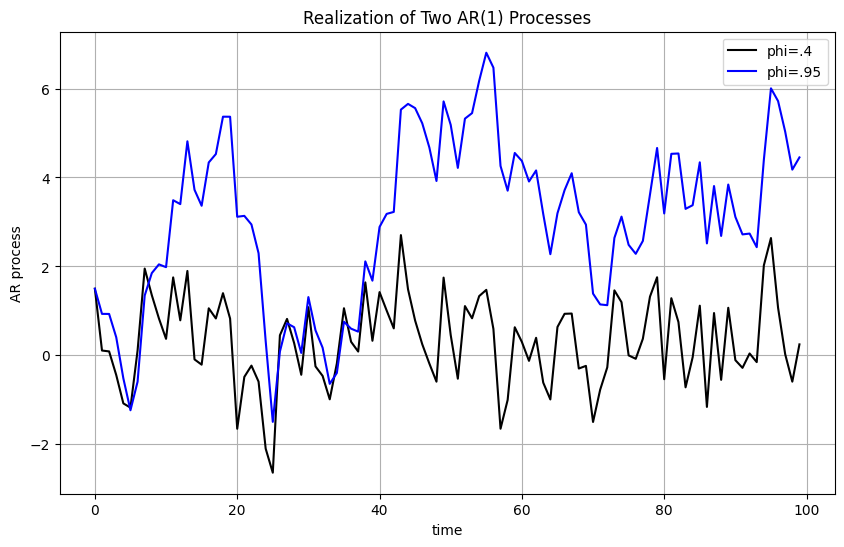 Realization of Two AR(1) Processes
phi=.4
phi=.95
AR process
6
4
2
0
−2
0 20 40 60 80 100
time